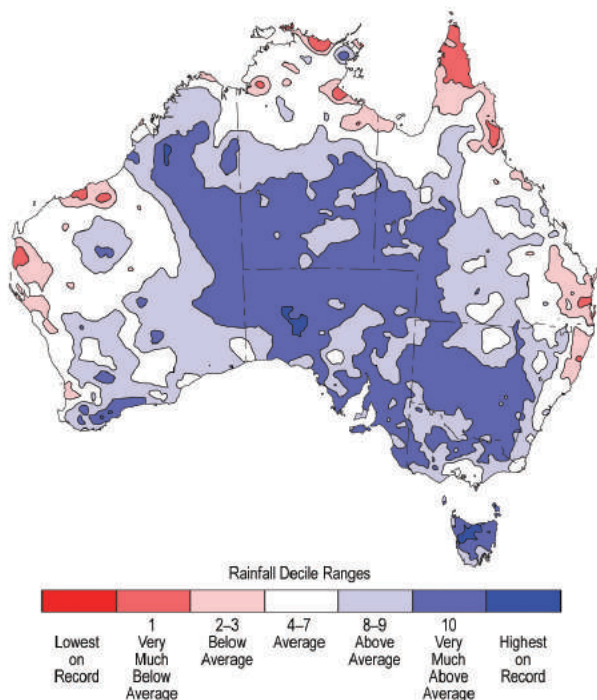 Rainfall Decile Ranges
1 2–3 4–7 8–9 10
Lowest on Record
Very Much Below Average
Below Average
Average
Above Average
Very Much Above Average
Highest on Record